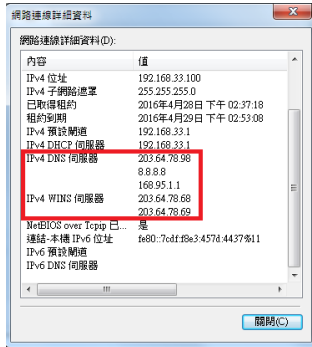 網路連線詳細資料
網路連線詳細資料(D):
內容 值
IPv4 位址 192.168.33.100
IPv4 子網路遮罩 255.255.255.0
已取得租約 2016年4月28日 下午 02:37:18
租約到期 2016年4月29日 下午 02:53:08
IPv4 預設閘道 192.168.33.1
IPv4 DHCP 伺服器 192.168.33.1
IPv4 DNS 伺服器 203.64.78.98
8.8.8.8
168.95.1.1
IPv4 WINS 伺服器 203.64.78.68
203.64.78.69
NetBIOS over Tcpip 已... 是
連結-本機 IPv6 位址 fe80::7cdf:f8e3:457d:4437%11
IPv6 預設閘道
IPv6 DNS 伺服器
關閉(C)